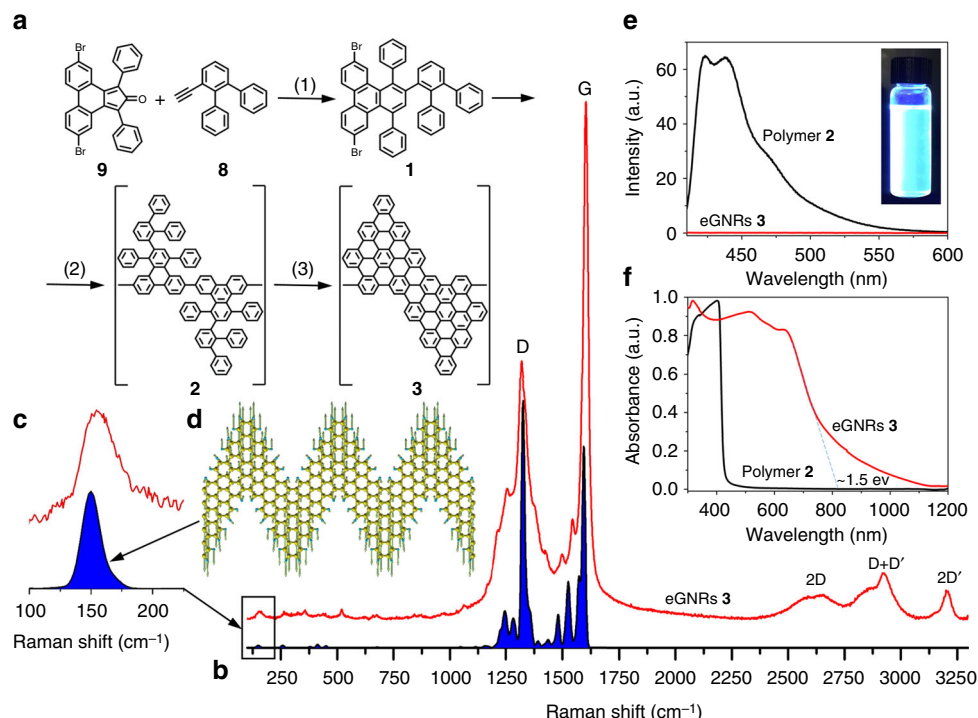 a
Br
O
+
(1)
Br
Br
Br
9
8
1
(2)
(3)
2
3
c
100
150
200
Raman shift (cm⁻¹)
d
D
G
eGNRs 3
2D
D+D′
2D′
b
250
500
750
1000
1250
1500
1750
2000
2250
2500
2750
3000
3250
Raman shift (cm⁻¹)
e
Intensity (a.u.)
60
40
20
0
Polymer 2
eGNRs 3
450
500
550
600
Wavelength (nm)
f
Absorbance (a.u.)
1.0
0.8
0.6
0.4
0.2
0.0
eGNRs 3
Polymer 2
~1.5 ev
400
600
800
1000
1200
Wavelength (nm)